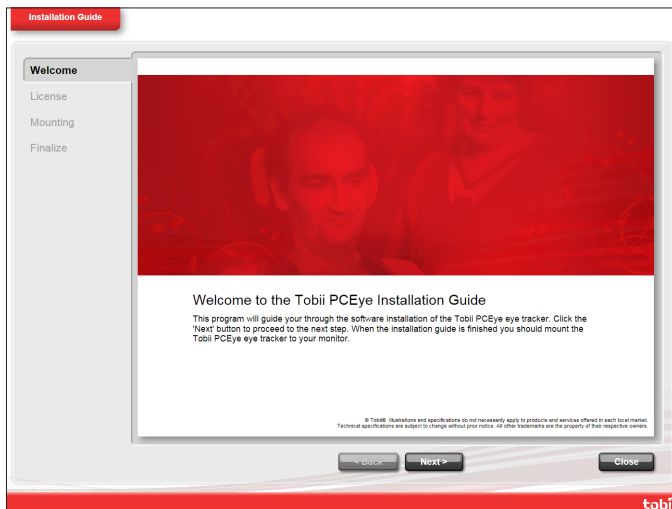 Installation Guide
Welcome
License
Mounting
Finalize
Welcome to the Tobii PCEye Installation Guide
This program will guide your through the software installation of the Tobii PCEye eye tracker. Click the
'Next' button to proceed to the next step. When the installation guide is finished you should mount the
Tobii PCEye eye tracker to your monitor.
© Tobii®. Illustrations and specifications do not necessarily apply to products and services offered in each local market.
Technical specifications are subject to change without prior notice. All other trademarks are the property of their respective owners.
< Back
Next >
Close
tobi